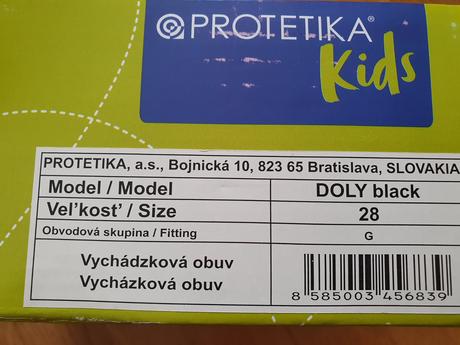 PROTETIKA®
Kids
PROTETIKA, a.s., Bojnická 10, 823 65 Bratislava, SLOVAKIA
Model / Model DOLY black
Veľkosť / Size 28
Obvodová skupina / Fitting G
Vychádzková obuv
Vycházková obuv
8 585003 456839